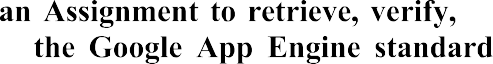 an Assignment to retrieve, verify,
the Google App Engine standard